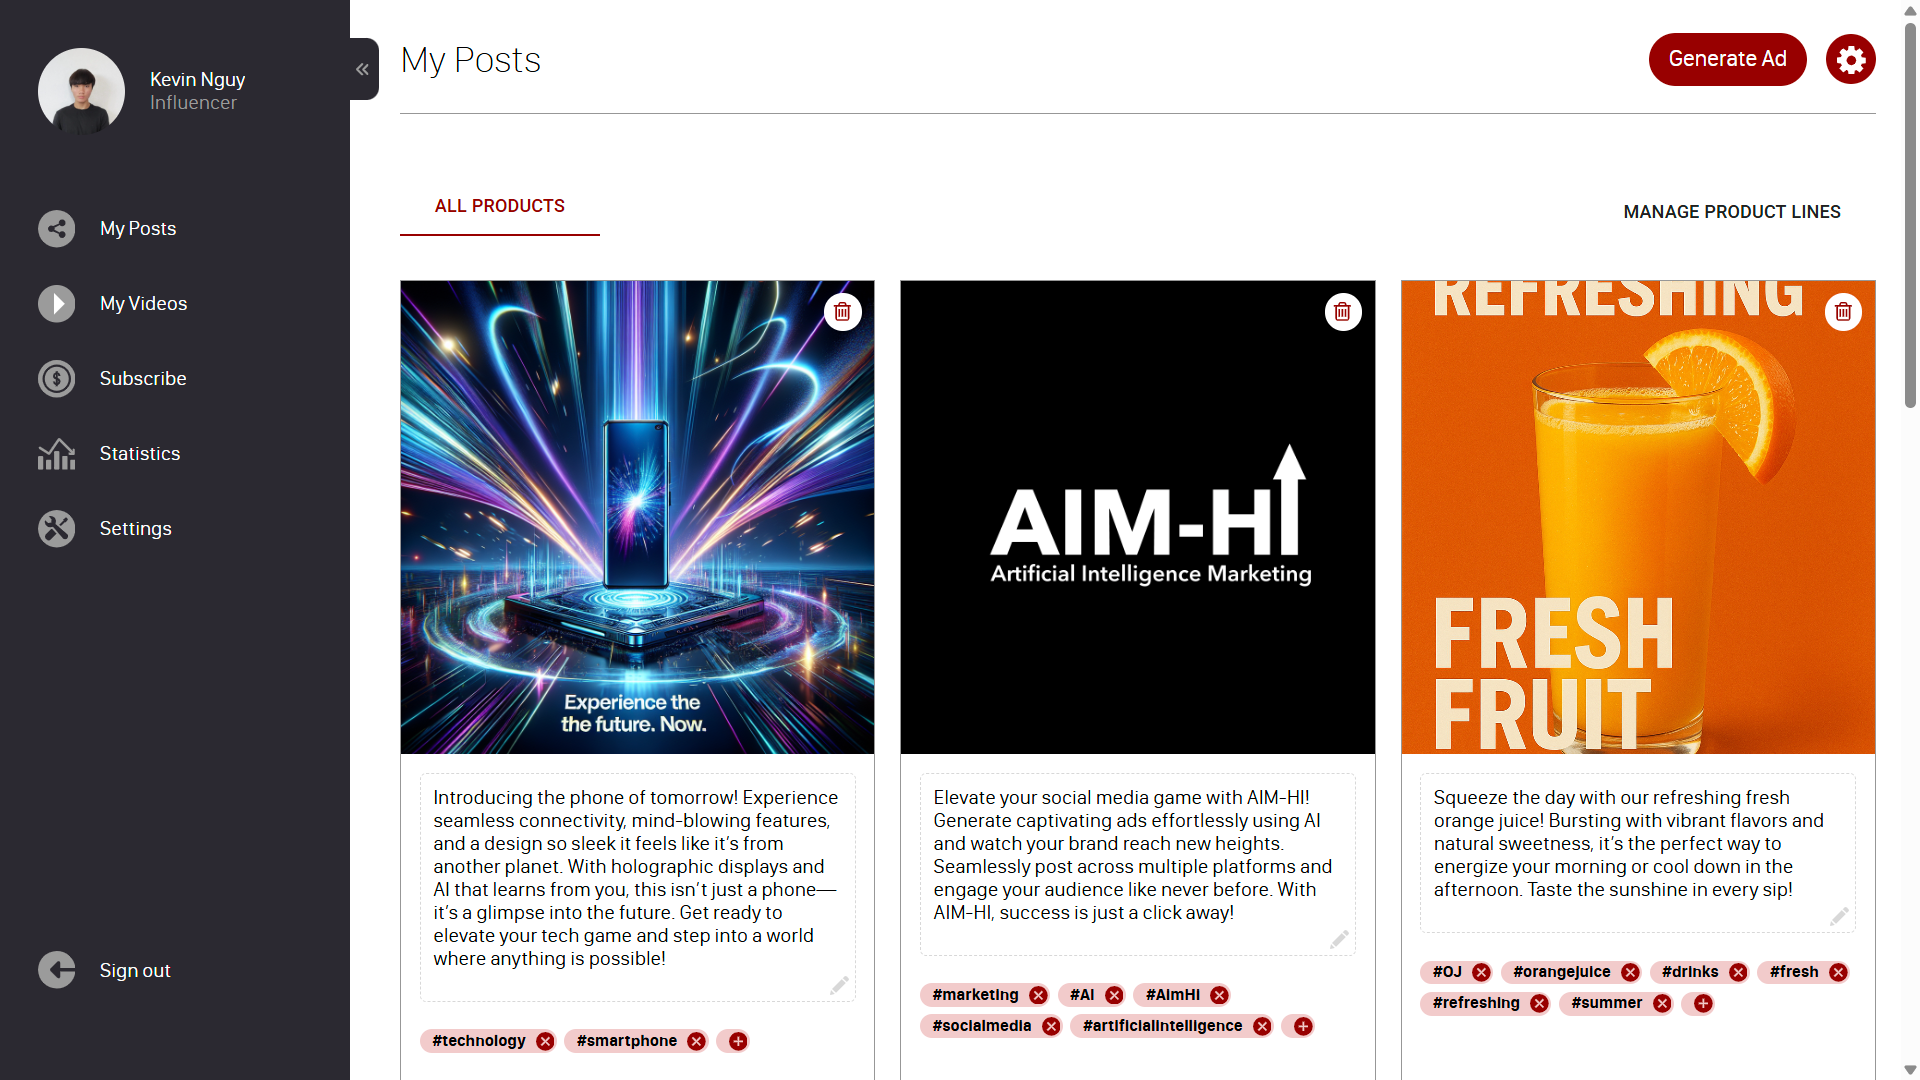 Kevin Nguy
Influencer
My Posts
My Videos
Subscribe
Statistics
Settings
Sign out
My Posts
Generate Ad
ALL PRODUCTS
MANAGE PRODUCT LINES
Experience the
the future. Now.
Introducing the phone of tomorrow! Experience
seamless connectivity, mind-blowing features,
and a design so sleek it feels like it's from
another planet. With holographic displays and
AI that learns from you, this isn't just a phone—
it's a glimpse into the future. Get ready to
elevate your tech game and step into a world
where anything is possible!
#technology
#smartphone
AIM-HI
Artificial Intelligence Marketing
Elevate your social media game with AIM-HI!
Generate captivating ads effortlessly using AI
and watch your brand reach new heights.
Seamlessly post across multiple platforms and
engage your audience like never before. With
AIM-HI, success is just a click away!
#marketing #AI #AimHI
#socialmedia #artificialintelligence
REFRESHING
FRESH
FRUIT
Squeeze the day with our refreshing fresh
orange juice! Bursting with vibrant flavors and
natural sweetness, it's the perfect way to
energize your morning or cool down in the
afternoon. Taste the sunshine in every sip!
#OJ #orangejuice #drinks #fresh
#refreshing #summer